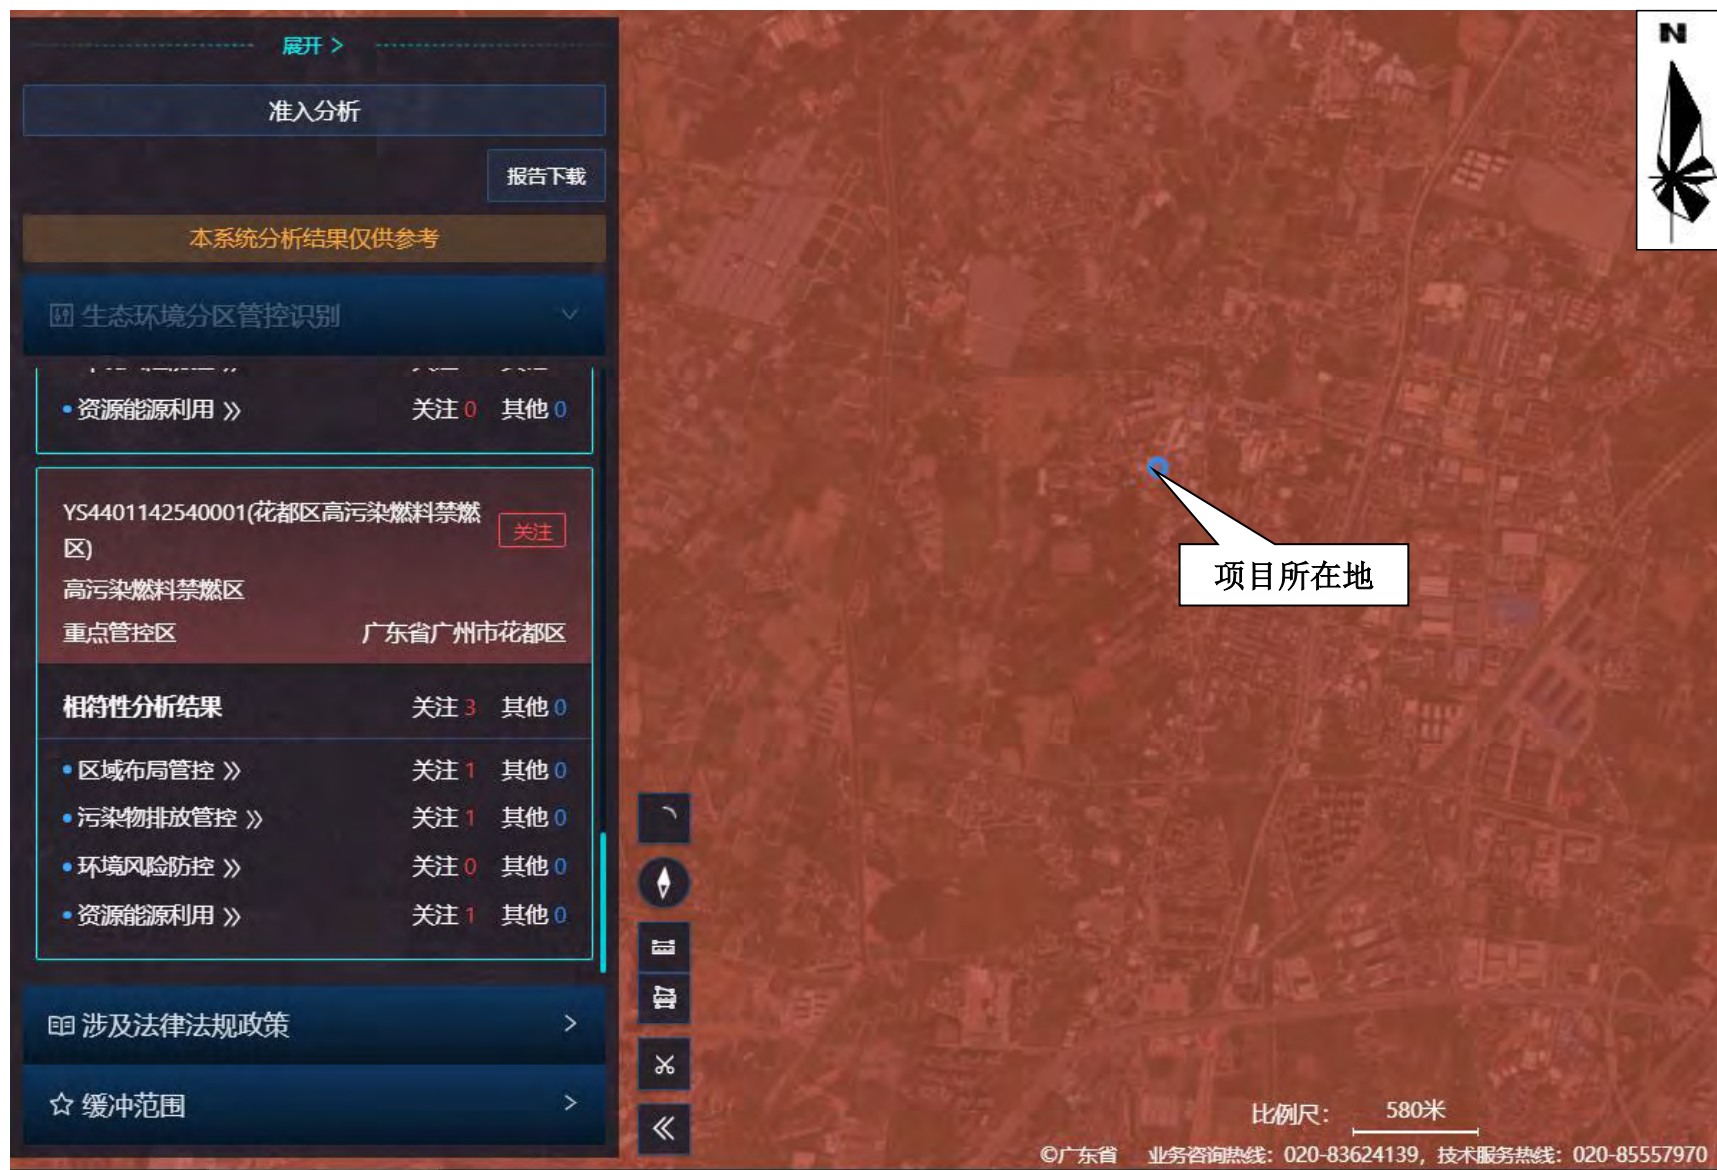 展开 >
准入分析
报告下载
本系统分析结果仅供参考
生态环境分区管控识别
资源能源利用 关注 0 其他 0
YS4401142540001(花都区高污染燃料禁燃
区)
关注
高污染燃料禁燃区
重点管控区 广东省广州市花都区
相符性分析结果 关注 3 其他 0
区域布局管控 关注 1 其他 0
污染物排放管控 关注 1 其他 0
环境风险防控 关注 0 其他 0
资源能源利用 关注 1 其他 0
涉及法律法规政策
缓冲范围
N
项目所在地
比例尺： 580米
©广东省 业务咨询热线：020-83624139，技术服务热线：020-85557970